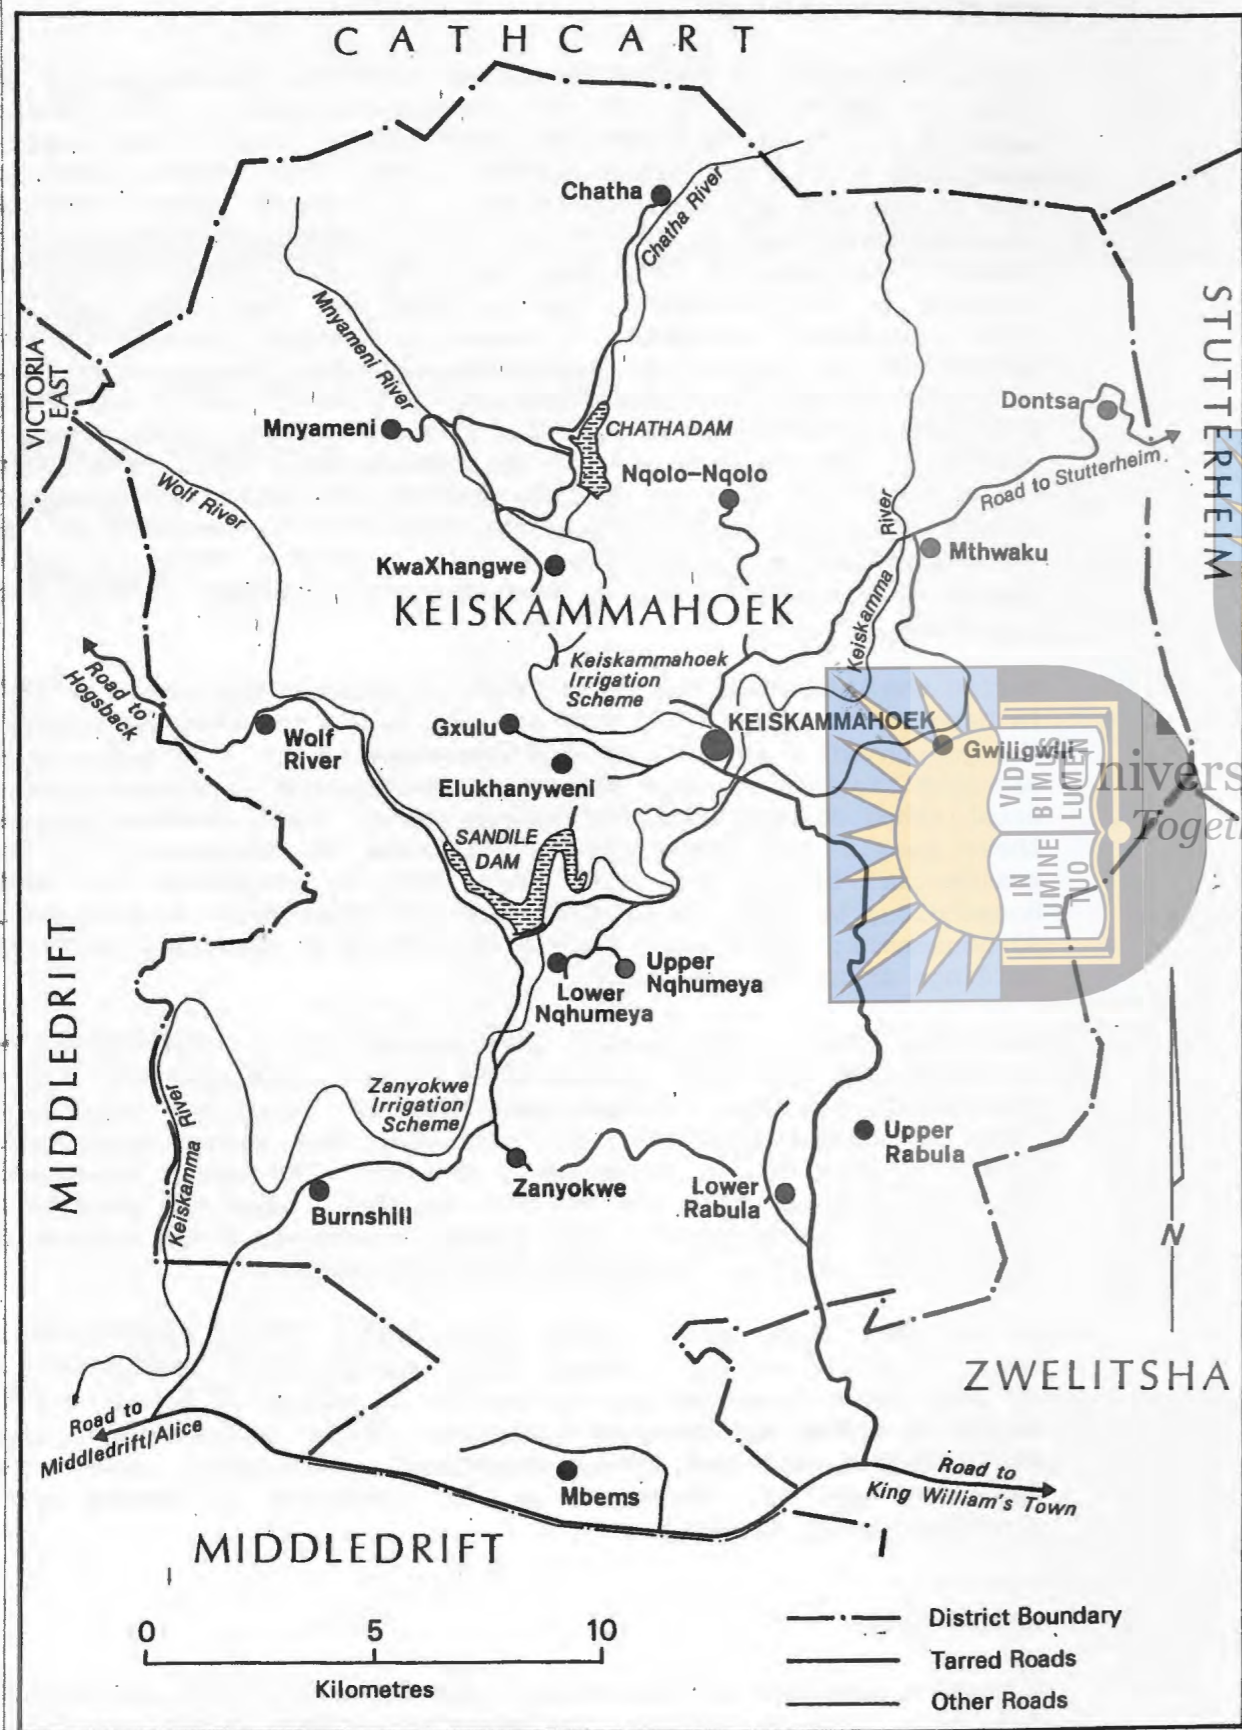 CATHCART
Chatha
Chatha River
STUTTERHEIM
Mnyameni River
VICTORIA
EAST
Dontsa
Mnyameni
CHATHA DAM
Nqolo–Nqolo
Road to Stutterheim
Wolf River
River
Mthwaku
KwaXhangwe
KEISKAMMAHOEK
Keiskamma
Road to
Hogsback
Keiskammahoek
Irrigation
Scheme
Gxulu
KEISKAMMAHOEK
Wolf
River
Gwiligwili
Elukhanyweni
VIDE
BIMUS
LUMEN
Univers
Toget
SANDILE
DAM
IN
LUMINE
TUO
MIDDLEDRIFT
Upper
Nqhumeya
Lower
Nqhumeya
Zanyokwe
Irrigation
Scheme
Keiskamma River
Upper
Rabula
Zanyokwe
Lower
Rabula
Burnshill
N
ZWELITSHA
Road to
Middledrift/Alice
Road to
King William's Town
Mbems
MIDDLEDRIFT
0 5 10
Kilometres
District Boundary
Tarred Roads
Other Roads